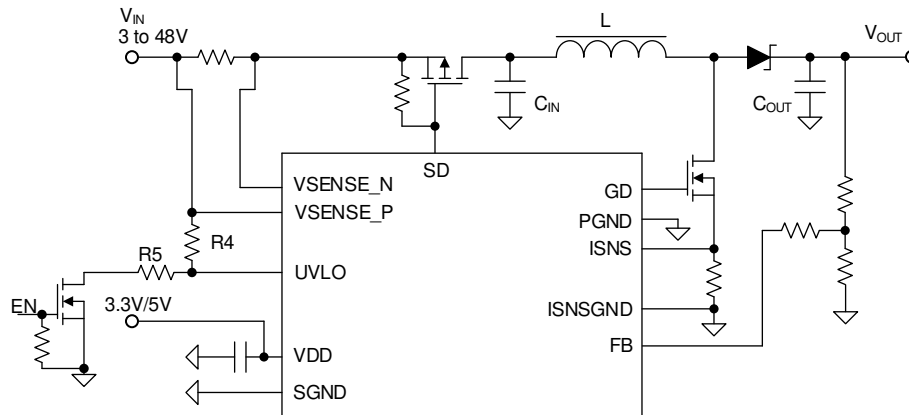 VIN
3 to 48V
L
VOUT
CIN
COUT
SD
VSENSE_N
GD
VSENSE_P
PGND
R4
ISNS
R5
UVLO
EN
3.3V/5V
ISNSGND
FB
VDD
SGND